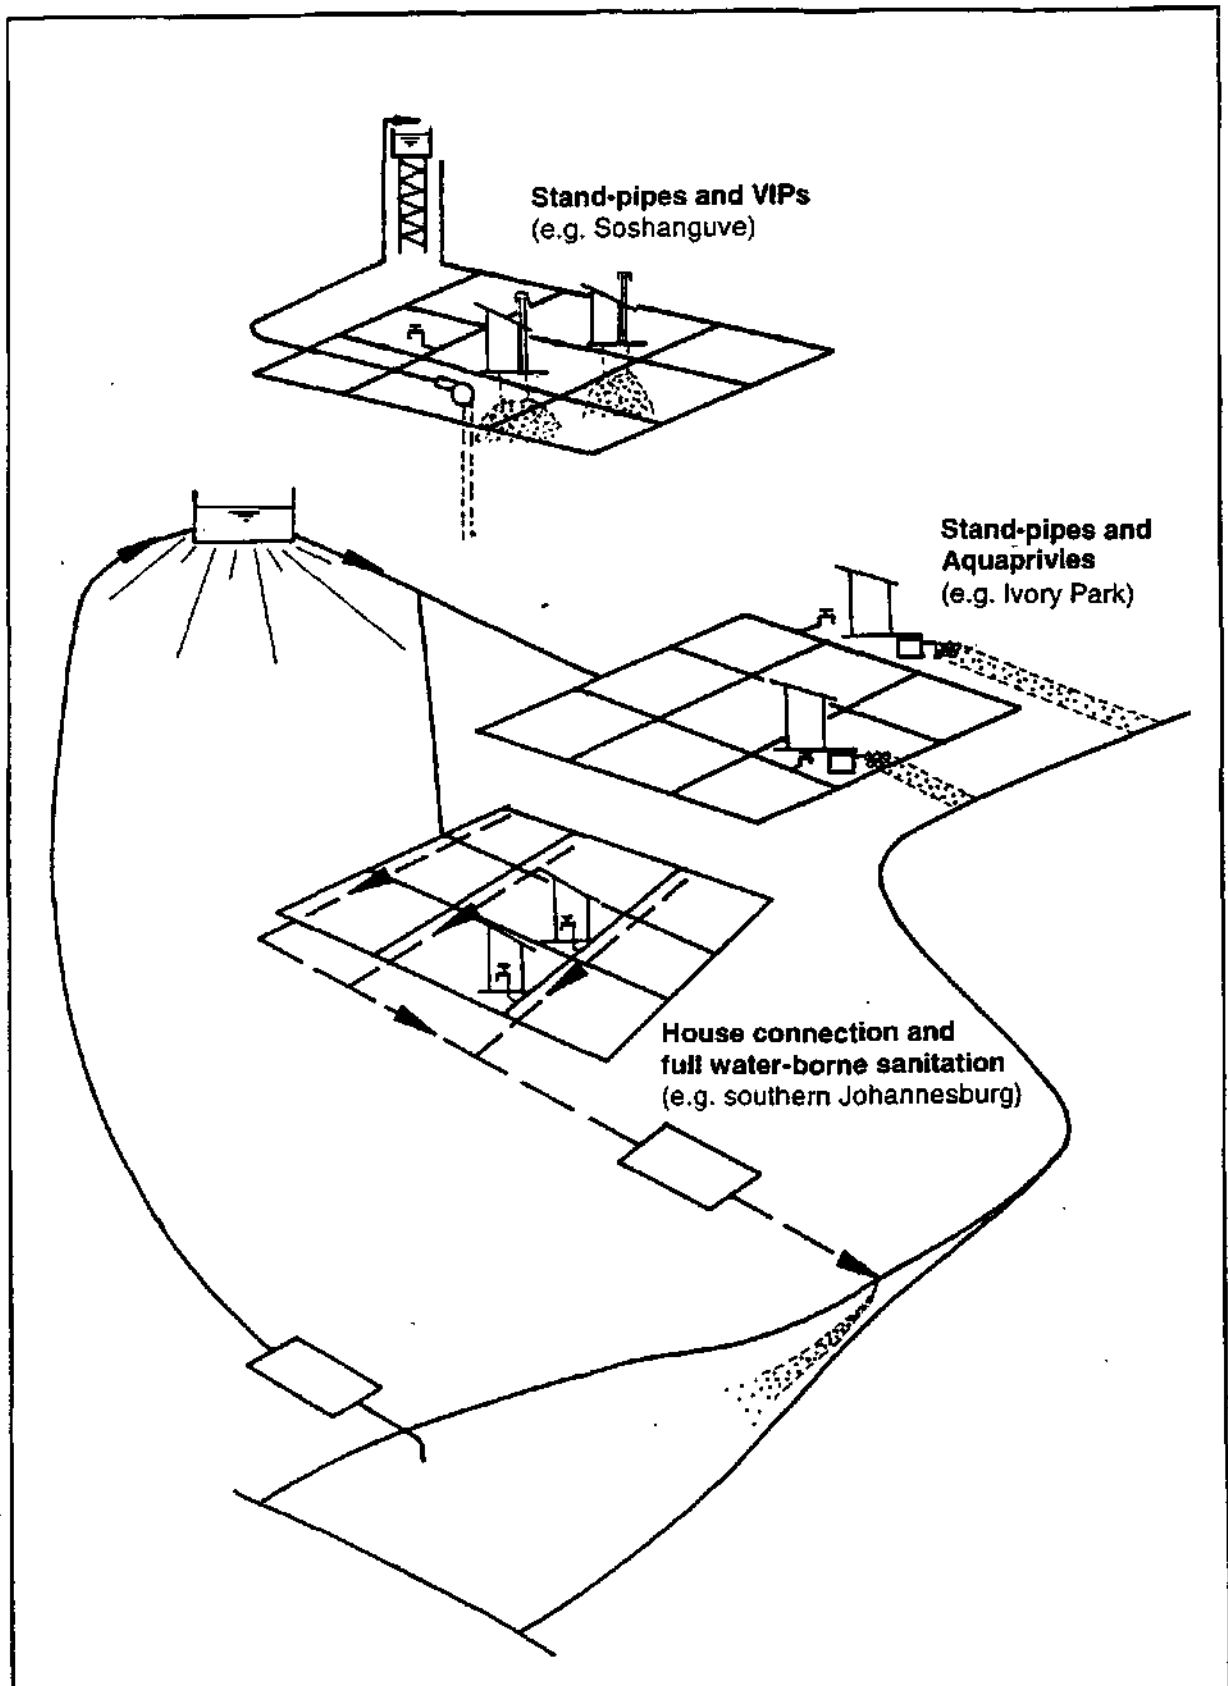 Stand-pipes and VIPs
(e.g. Soshanguve)
Stand-pipes and
Aquaprivies
(e.g. Ivory Park)
House connection and
full water-borne sanitation
(e.g. southern Johannesburg)